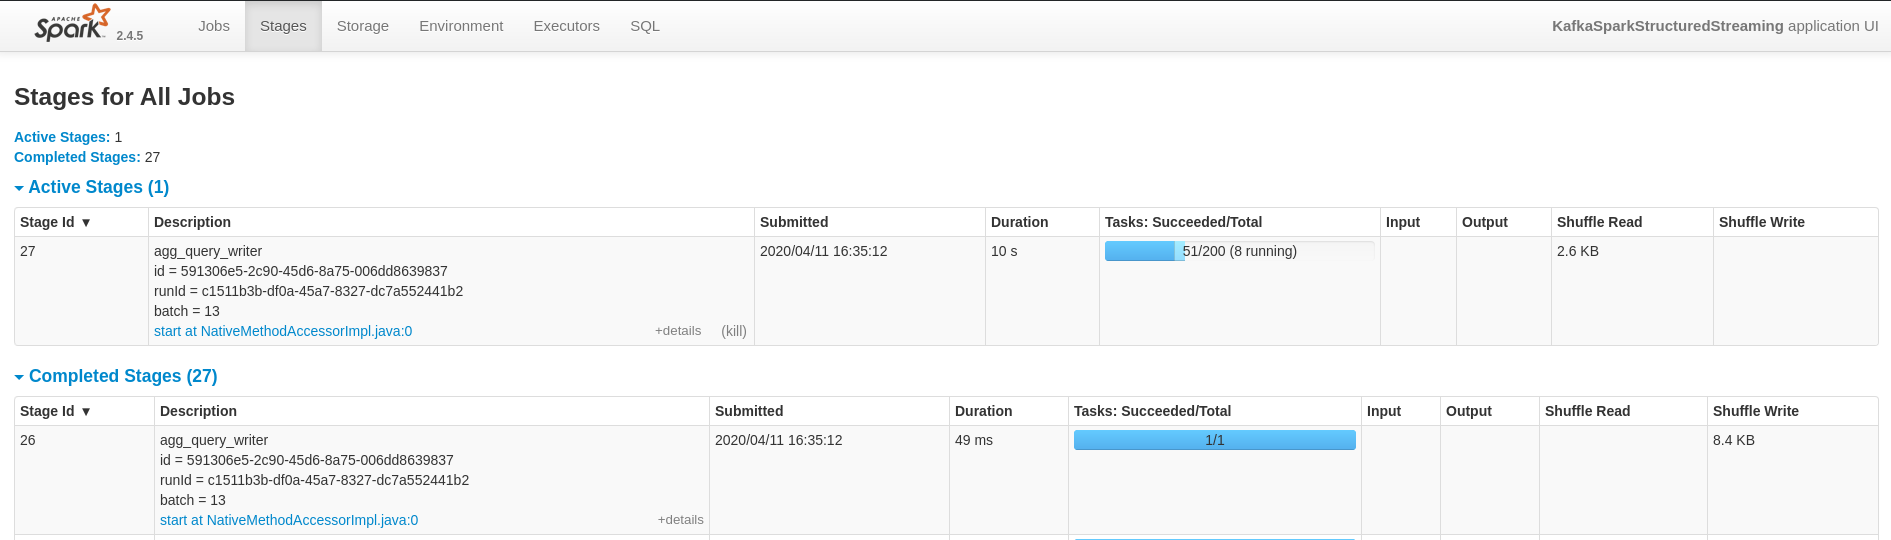 APACHE Spark 2.4.5 Jobs Stages Storage Environment Executors SQL KafkaSparkStructuredStreaming application UI
Stages for All Jobs
Active Stages: 1
Completed Stages: 27
Active Stages (1)
Stage Id ▼ Description Submitted Duration Tasks: Succeeded/Total Input Output Shuffle Read Shuffle Write
27 agg_query_writer 2020/04/11 16:35:12 10 s 51/200 (8 running) 2.6 KB
id = 591306e5-2c90-45d6-8a75-006dd8639837
runId = c1511b3b-df0a-45a7-8327-dc7a552441b2
batch = 13
start at NativeMethodAccessorImpl.java:0 +details (kill)
Completed Stages (27)
Stage Id ▼ Description Submitted Duration Tasks: Succeeded/Total Input Output Shuffle Read Shuffle Write
26 agg_query_writer 2020/04/11 16:35:12 49 ms 1/1 8.4 KB
id = 591306e5-2c90-45d6-8a75-006dd8639837
runId = c1511b3b-df0a-45a7-8327-dc7a552441b2
batch = 13
start at NativeMethodAccessorImpl.java:0 +details